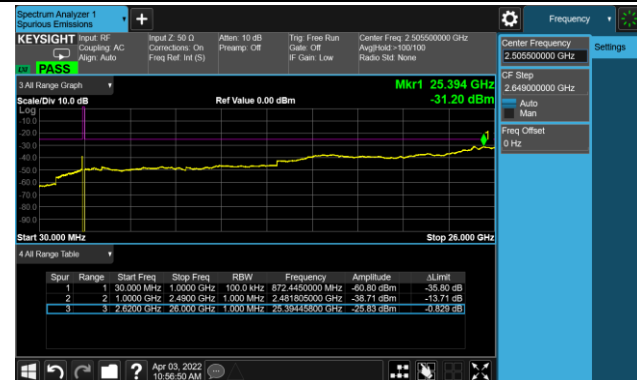 Spectrum Analyzer 1
Spurious Emissions
Frequency
KEYSIGHT Input: RF Input Z: 50 Ω Atten: 10 dB Trig: Free Run Center Freq: 2.505500000 GHz
Coupling: AC Corrections: On Preamp: Off Gate: Off Avg|Hold:>100/100
Align: Auto Freq Ref: Int (S) IF Gain: Low Radio Std: None
PASS
Center Frequency
2.505500000 GHz
Settings
CF Step
2.649000000 MHz
Auto
Man
Freq Offset
0 Hz
3 All Range Graph
Mkr1 25.394 GHz
Scale/Div 10.0 dB Ref Value 0.00 dBm -31.20 dBm
Log
-10.0
-20.0
-30.0
-40.0
-50.0
-60.0
-70.0
-80.0
-90.0
1
Start 30.000 MHz Stop 26.000 GHz
4 All Range Table
Spur Range Start Freq Stop Freq RBW Frequency Amplitude ΔLimit
1 1 30.000 MHz 1.0000 GHz 100.0 kHz 872.4450000 MHz -60.80 dBm -35.80 dB
2 2 1.0000 GHz 2.4900 GHz 1.000 MHz 2.481805000 GHz -38.71 dBm -13.71 dB
3 3 2.6200 GHz 26.000 GHz 1.000 MHz 25.39445800 GHz -25.83 dBm -0.829 dB
Apr 03, 2022
10:56:50 AM